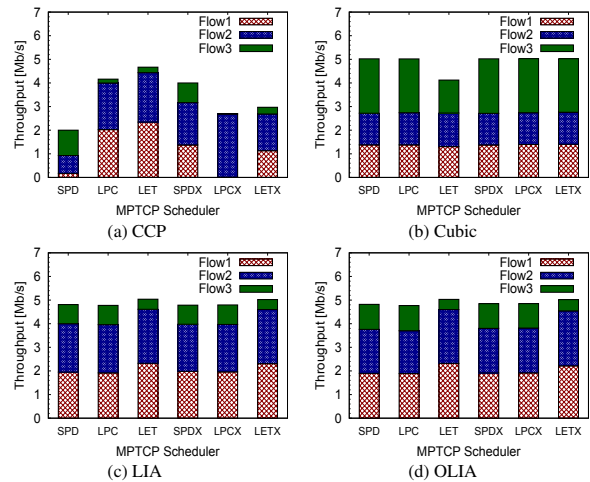 7
6
5
4
3
2
1
0
Throughput [Mb/s]
Flow1
Flow2
Flow3
SPD LPC LET SPDX LPCX LETX
MPTCP Scheduler
(a) CCP
7
6
5
4
3
2
1
0
Throughput [Mb/s]
Flow1
Flow2
Flow3
SPD LPC LET SPDX LPCX LETX
MPTCP Scheduler
(b) Cubic
7
6
5
4
3
2
1
0
Throughput [Mb/s]
Flow1
Flow2
Flow3
SPD LPC LET SPDX LPCX LETX
MPTCP Scheduler
(c) LIA
7
6
5
4
3
2
1
0
Throughput [Mb/s]
Flow1
Flow2
Flow3
SPD LPC LET SPDX LPCX LETX
MPTCP Scheduler
(d) OLIA